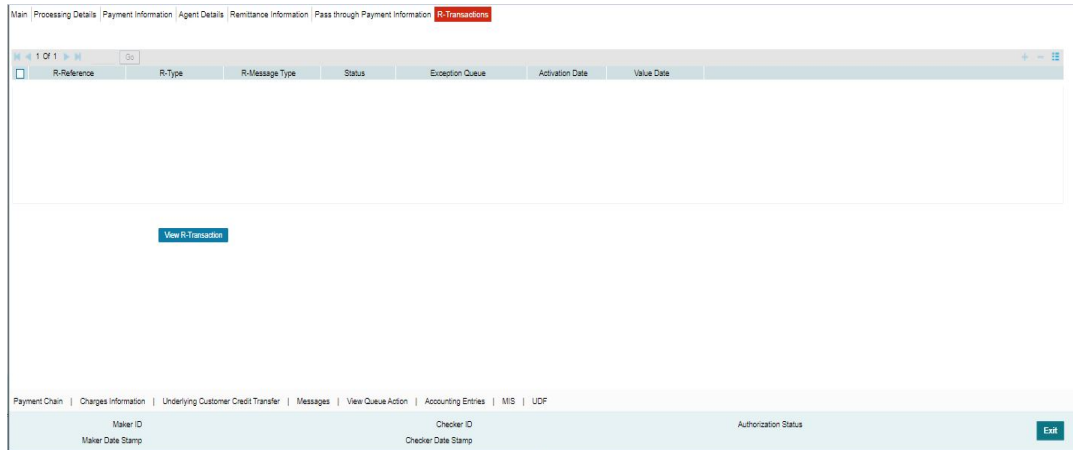 Main Processing Details Payment Information Agent Details Remittance Information Pass through Payment Information R-Transactions
1 Of 1 Go
R-Reference R-Type R-Message Type Status Exception Queue Activation Date Value Date
View R-Transaction
Payment Chain | Charges Information | Underlying Customer Credit Transfer | Messages | View Queue Action | Accounting Entries | MIS | UDF
Maker ID Checker ID Authorization Status
Maker Date Stamp Checker Date Stamp
Exit